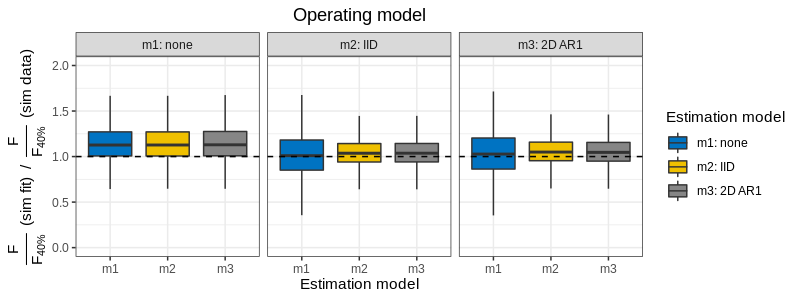 Operating model
m1: none
m2: IID
m3: 2D AR1
F/F40% (sim fit) / F/F40% (sim data)
2.0
1.5
1.0
0.5
0.0
m1 m2 m3
m1 m2 m3
m1 m2 m3
Estimation model
Estimation model
m1: none
m2: IID
m3: 2D AR1